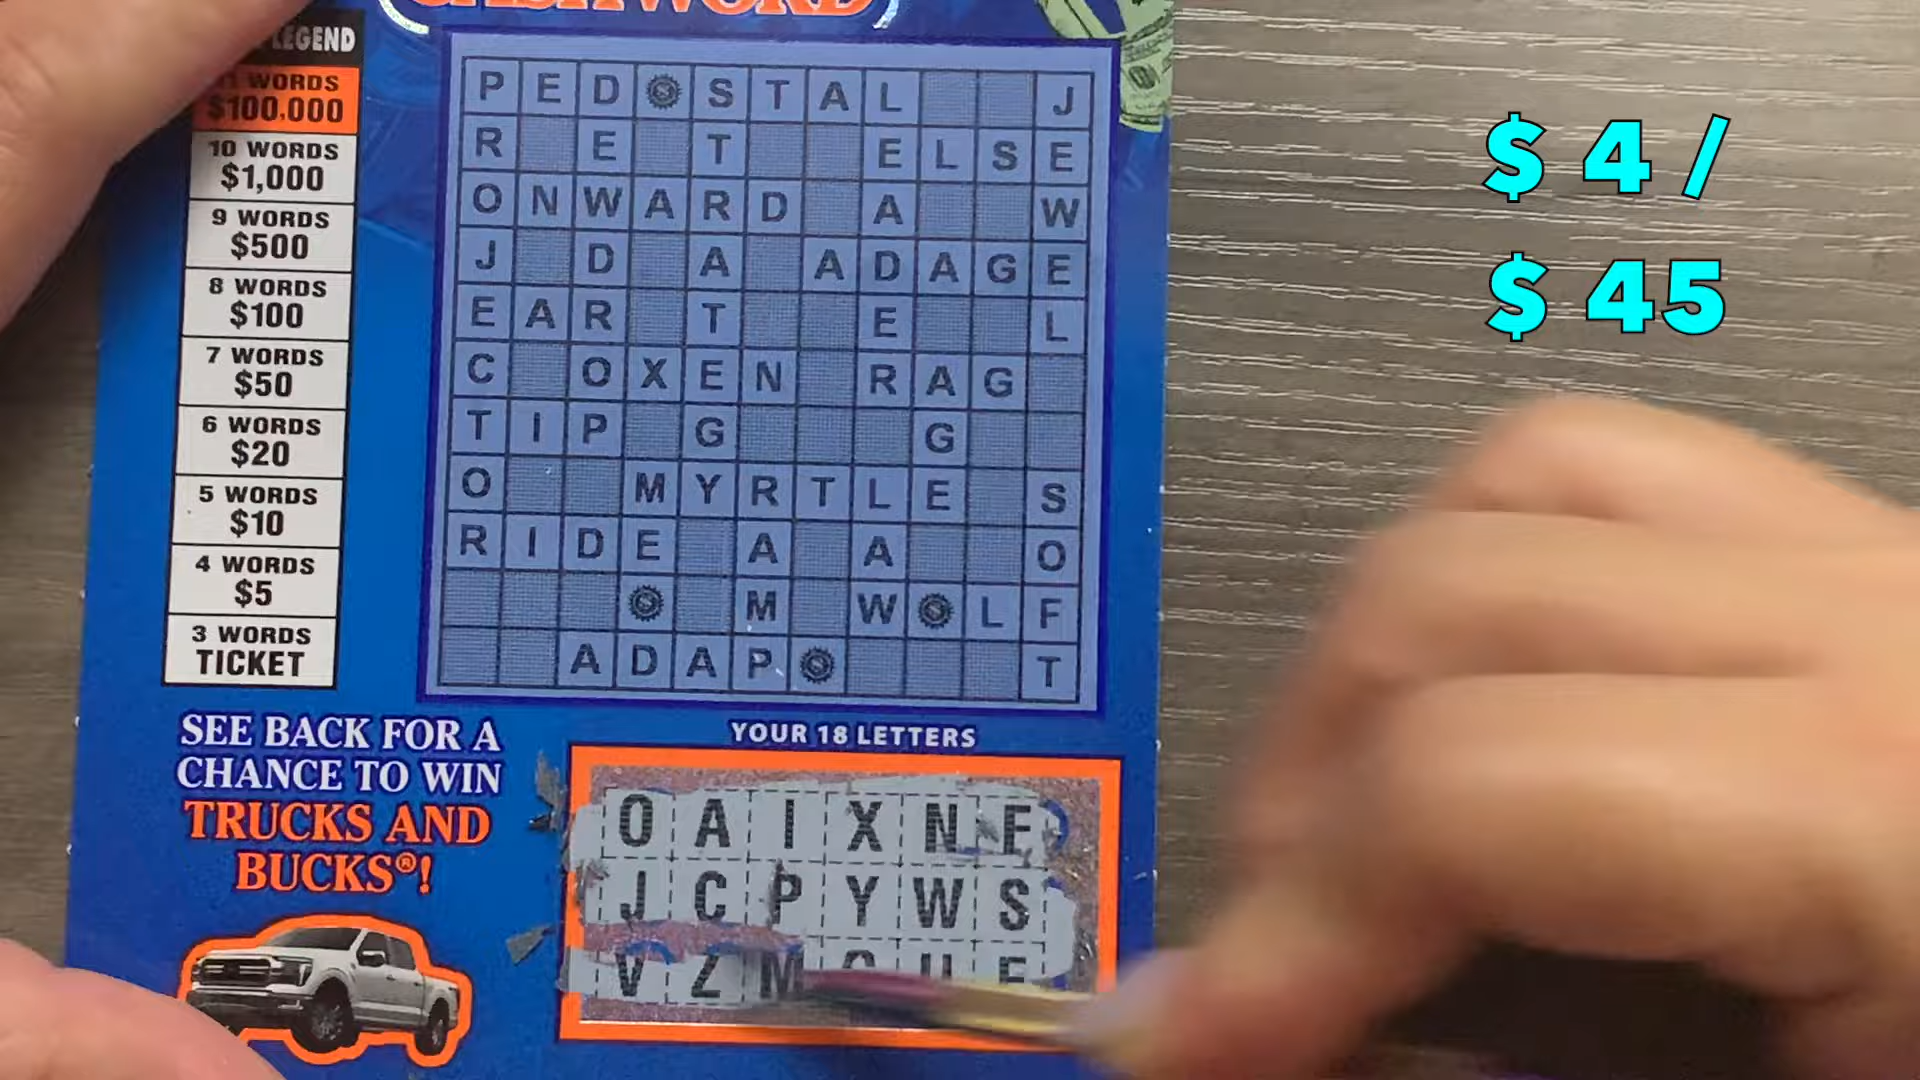 CASHWORD
LEGEND
11 WORDS
$100,000
10 WORDS
$1,000
9 WORDS
$500
8 WORDS
$100
7 WORDS
$50
6 WORDS
$20
5 WORDS
$10
4 WORDS
$5
3 WORDS
TICKET
P E D S T A L J
R E T E L S E
O N W A R D A W
J D A A D A G E
E A R T E L
C O X E N R A G
T I P G G
O M Y R T L E S
R I D E A A O
M W L F
A D A P T
YOUR 18 LETTERS
O A I X N E
J C P Y W S
V Z M
SEE BACK FOR A
CHANCE TO WIN
TRUCKS AND
BUCKS®!
$ 4 /
$ 45